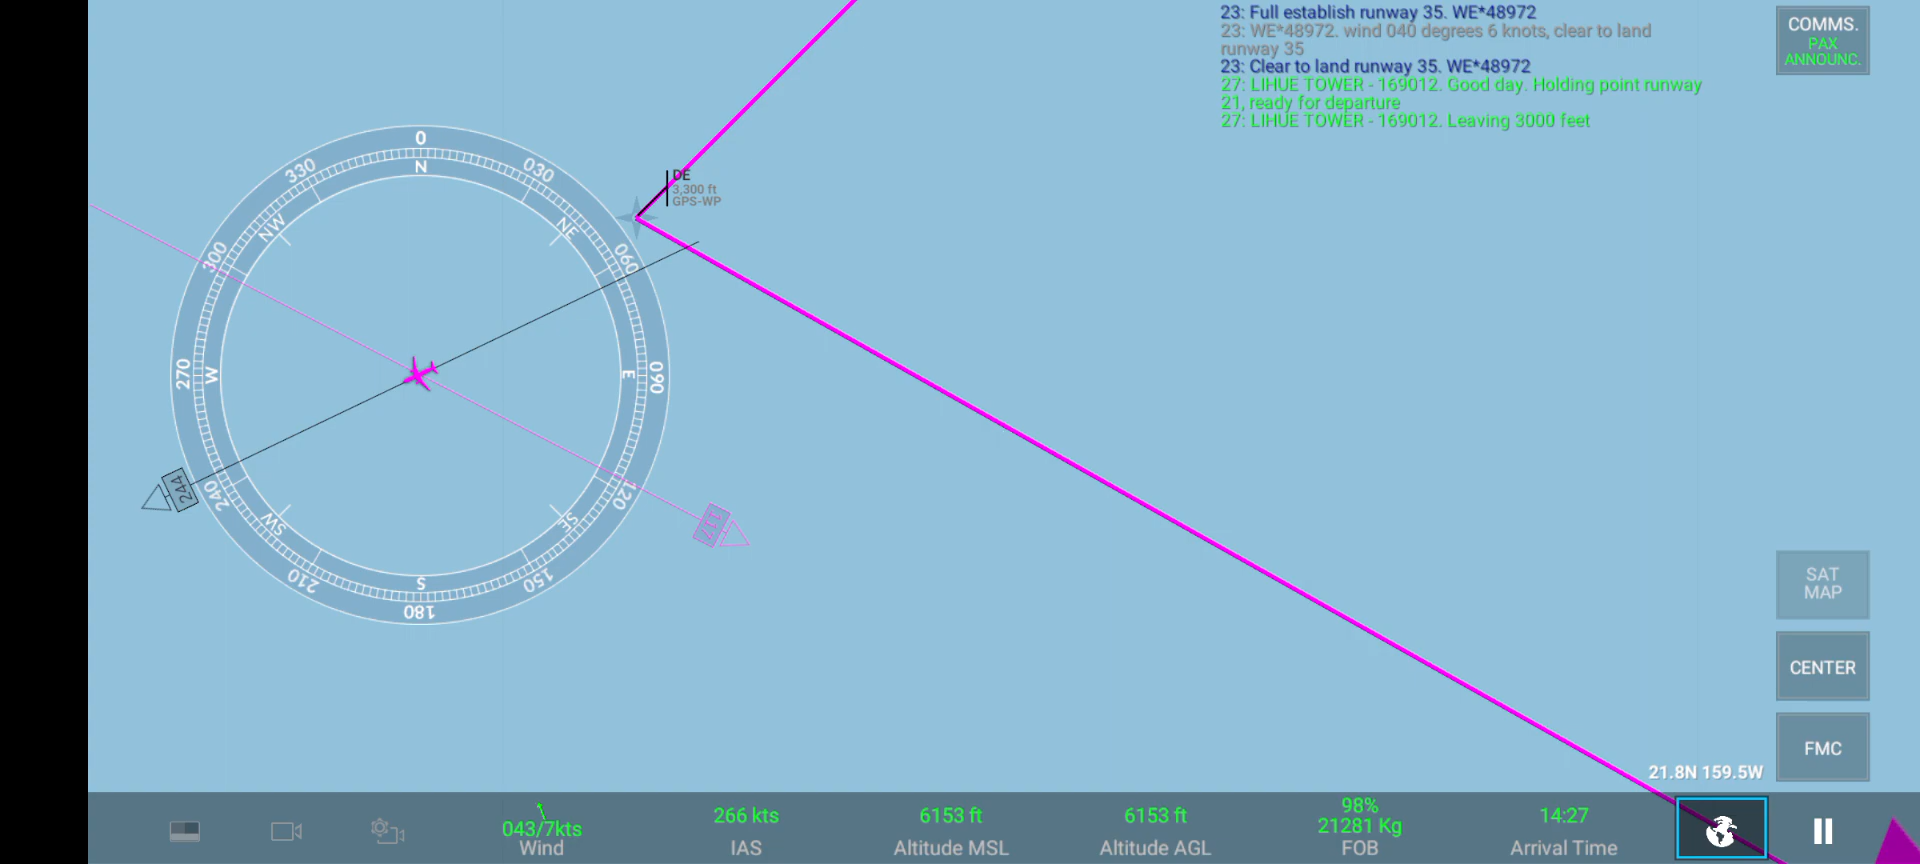 23: Full establish runway 35. WE*48972
23: WE*48972. wind 040 degrees 6 knots, clear to land
runway 35
23: Clear to land runway 35. WE*48972
27: LIHUE TOWER - 169012. Good day. Holding point runway
21, ready for departure
27: LIHUE TOWER - 169012. Leaving 3000 feet
COMMS.
PAX
ANNOUNC.
0
N
330
030
NW
NE
300
060
DE
3,300 ft
GPS-WP
270
W
E
090
244
240
120
117
SW
SE
210
S
150
180
SAT
MAP
CENTER
FMC
21.8N 159.5W
043/7kts
Wind
266 kts
IAS
6153 ft
Altitude MSL
6153 ft
Altitude AGL
98%
21281 Kg
FOB
14:27
Arrival Time